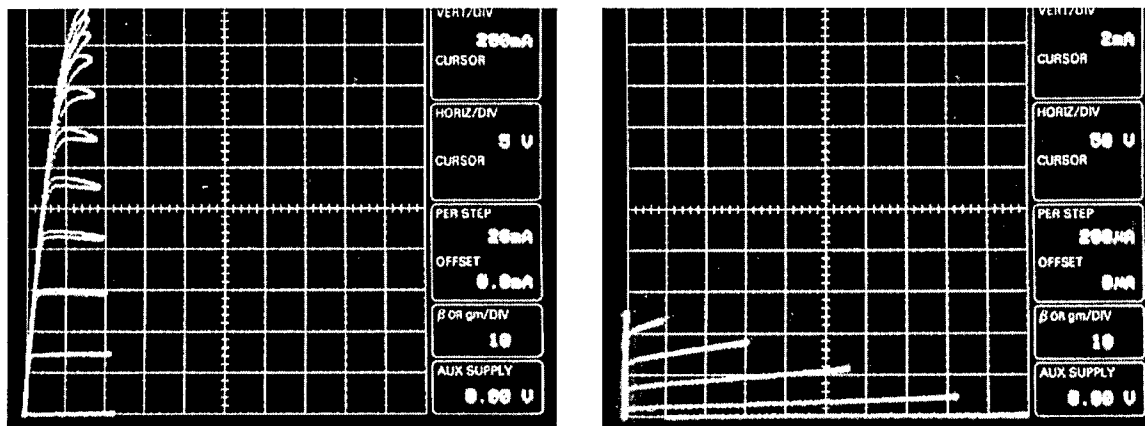 VERT/DIV
200mA
CURSOR
HORIZ/DIV
5 V
CURSOR
PER STEP
20mA
OFFSET
0.0mA
β OR gm/DIV
10
AUX SUPPLY
0.00 V
VERT/DIV
2mA
CURSOR
HORIZ/DIV
50 V
CURSOR
PER STEP
200μA
OFFSET
0μA
β OR gm/DIV
10
AUX SUPPLY
0.00 V